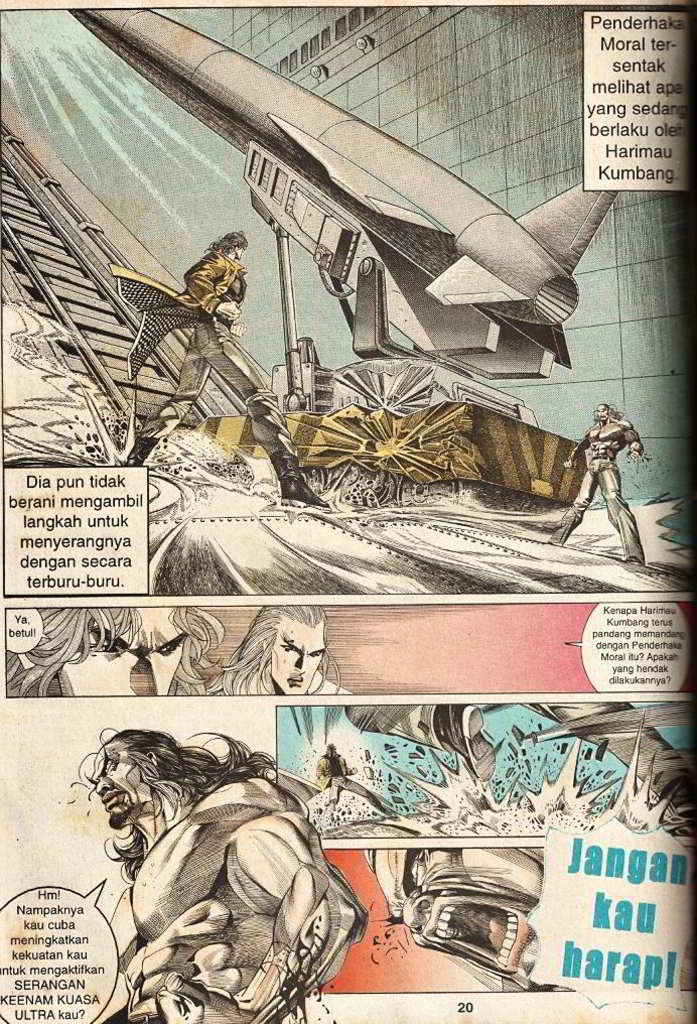 Penderhaka
Moral ter-
sentak
melihat apa
yang sedang
berlaku oleh
Harimau
Kumbang.
Dia pun tidak
berani mengambil
langkah untuk
menyerangnya
dengan secara
terburu-buru.
Ya,
betul!
Kenapa Harimau
Kumbang terus
pandang memandang
dengan Penderhaka
Moral itu? Apakah
yang hendak
dilakukannya?
Hm!
Nampaknya
kau cuba
meningkatkan
kekuatan kau
untuk mengaktifkan
SERANGAN
KEENAM KUASA
ULTRA kau?
Jangan
kau
harap!
20